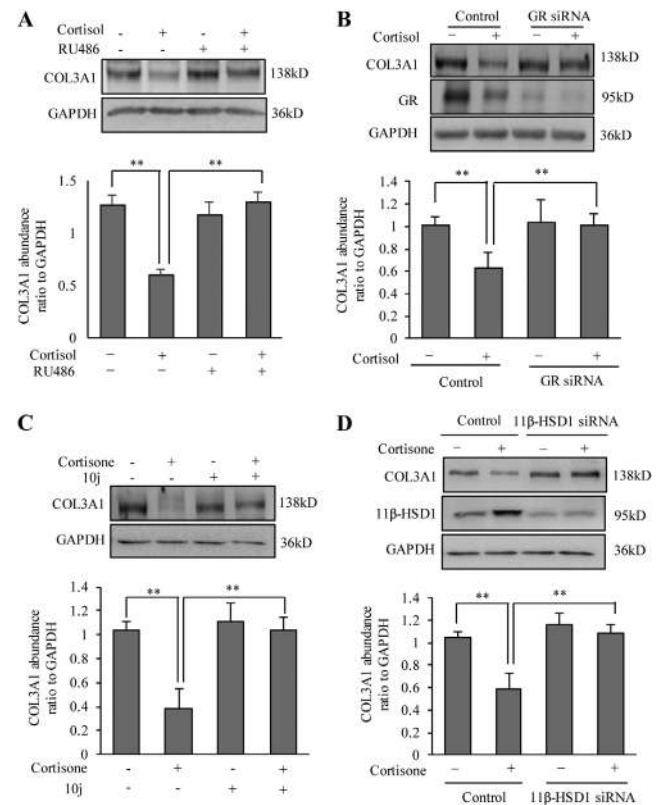 A
Cortisol - + - +
RU486 + +
COL3A1 138kD
GAPDH 36kD
** **
COL3A1 abundance
ratio to GAPDH
1.5
1
0.5
0
Cortisol – + – +
RU486 + +
B
Control GR siRNA
Cortisol – + – +
COL3A1 138kD
GR 95kD
GAPDH 36kD
** **
COL3A1 abundance
ratio to GAPDH
1.4
1.2
1
0.8
0.6
0.4
0.2
0
Cortisol – + – +
Control GR siRNA
C
Cortisone - + - +
10j - - + +
COL3A1 138kD
GAPDH 36kD
** **
COL3A1 abundance
ratio to GAPDH
1.4
1.2
1
0.8
0.6
0.4
0.2
0
Cortisone - + - +
10j - - + +
D
Control 11β-HSD1 siRNA
Cortisone – + – +
COL3A1 138kD
11β-HSD1 95kD
GAPDH 36kD
** **
COL3A1 abundance
ratio to GAPDH
1.4
1.2
1
0.8
0.6
0.4
0.2
0
Cortisone – + – +
Control 11β-HSD1 siRNA